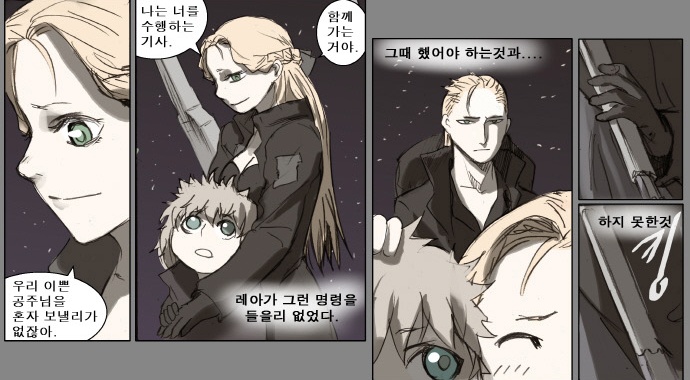 우리 이쁜
공주님을
혼자 보낼리가
없잖아.
나는 너를
수행하는
기사.
함께
가는
거야.
레아가 그런 명령을
들을리 없었다.
그때 했어야 하는것과....
하지 못한것